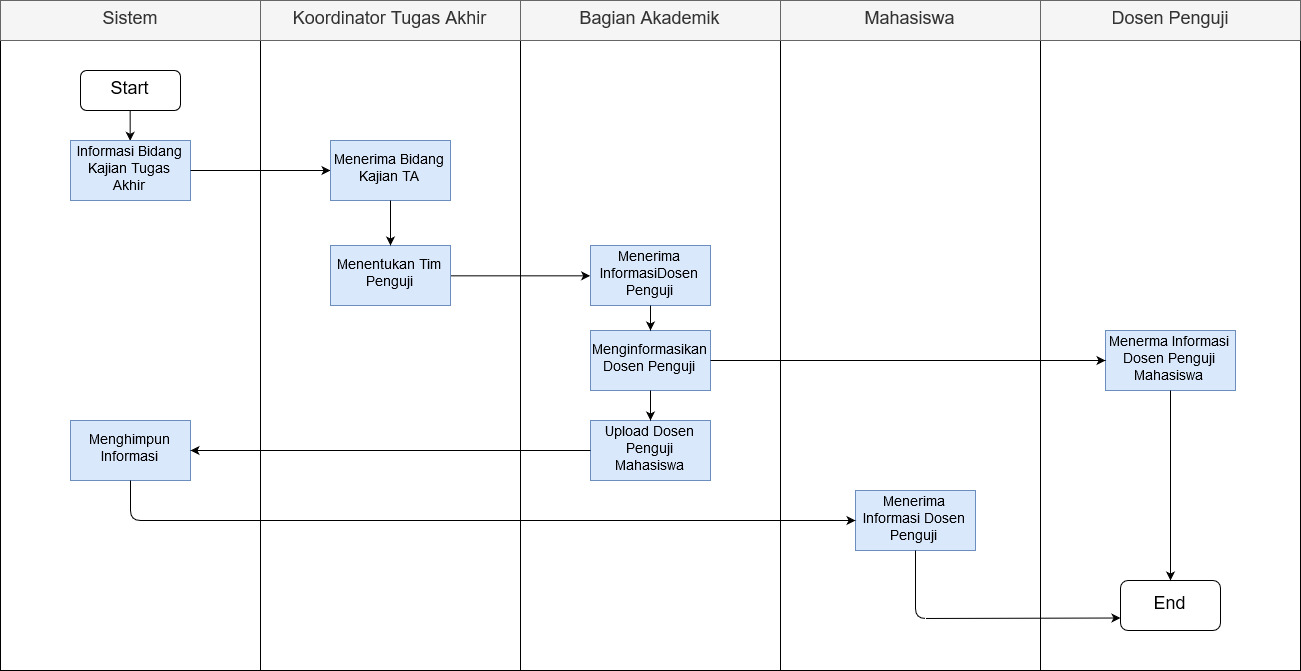 Sistem
Koordinator Tugas Akhir
Bagian Akademik
Mahasiswa
Dosen Penguji
Start
Informasi Bidang
Kajian Tugas
Akhir
Menerima Bidang
Kajian TA
Menentukan Tim
Penguji
Menerima
InformasiDosen
Penguji
Menginformasikan
Dosen Penguji
Menerma Informasi
Dosen Penguji
Mahasiswa
Upload Dosen
Penguji
Mahasiswa
Menghimpun
Informasi
Menerima
Informasi Dosen
Penguji
End